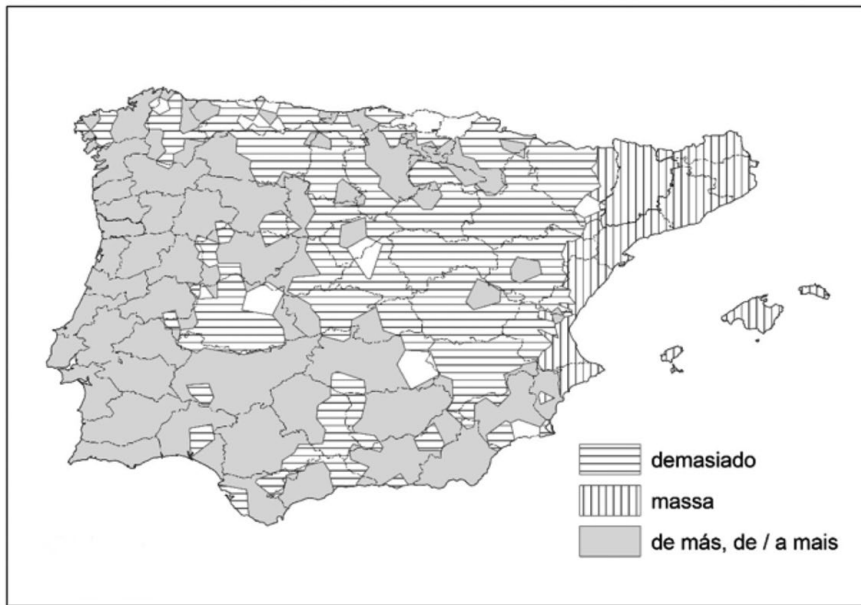 demasiado
massa
de más, de / a mais